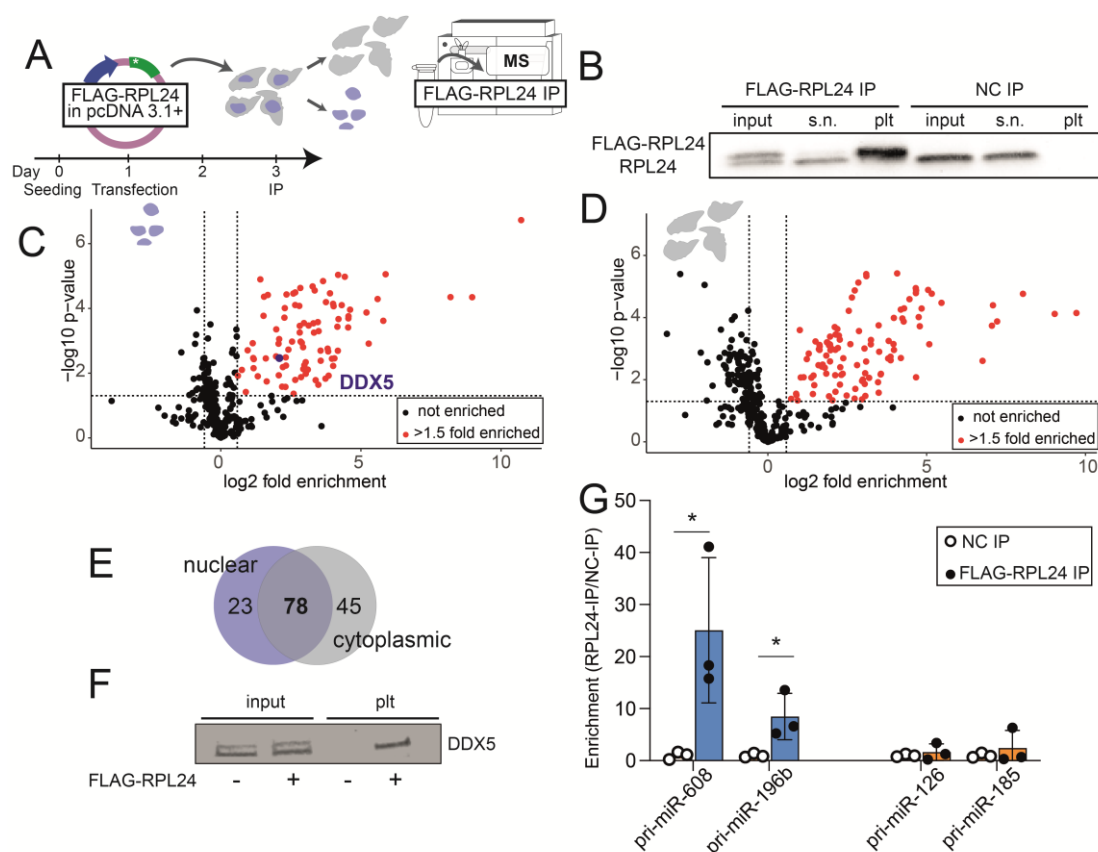 A
FLAG-RPL24
in pcDNA 3.1+
*
MS
FLAG-RPL24 IP
Day 0 1 2 3
Seeding Transfection IP
B
FLAG-RPL24 IP NC IP
input s.n. plt input s.n. plt
FLAG-RPL24
RPL24
C
−log10 p−value
6
4
2
0
DDX5
not enriched
>1.5 fold enriched
0 5 10
log2 fold enrichment
D
−log10 p−value
6
4
2
0
not enriched
>1.5 fold enriched
0 5 10
log2 fold enrichment
E
nuclear
23 78 45
cytoplasmic
F
input plt
DDX5
FLAG-RPL24 - + - +
G
Enrichment (RPL24-IP/NC-IP)
50
40
30
20
10
0
*
*
NC IP
FLAG-RPL24 IP
pri-miR-608
pri-miR-196b
pri-miR-126
pri-miR-185